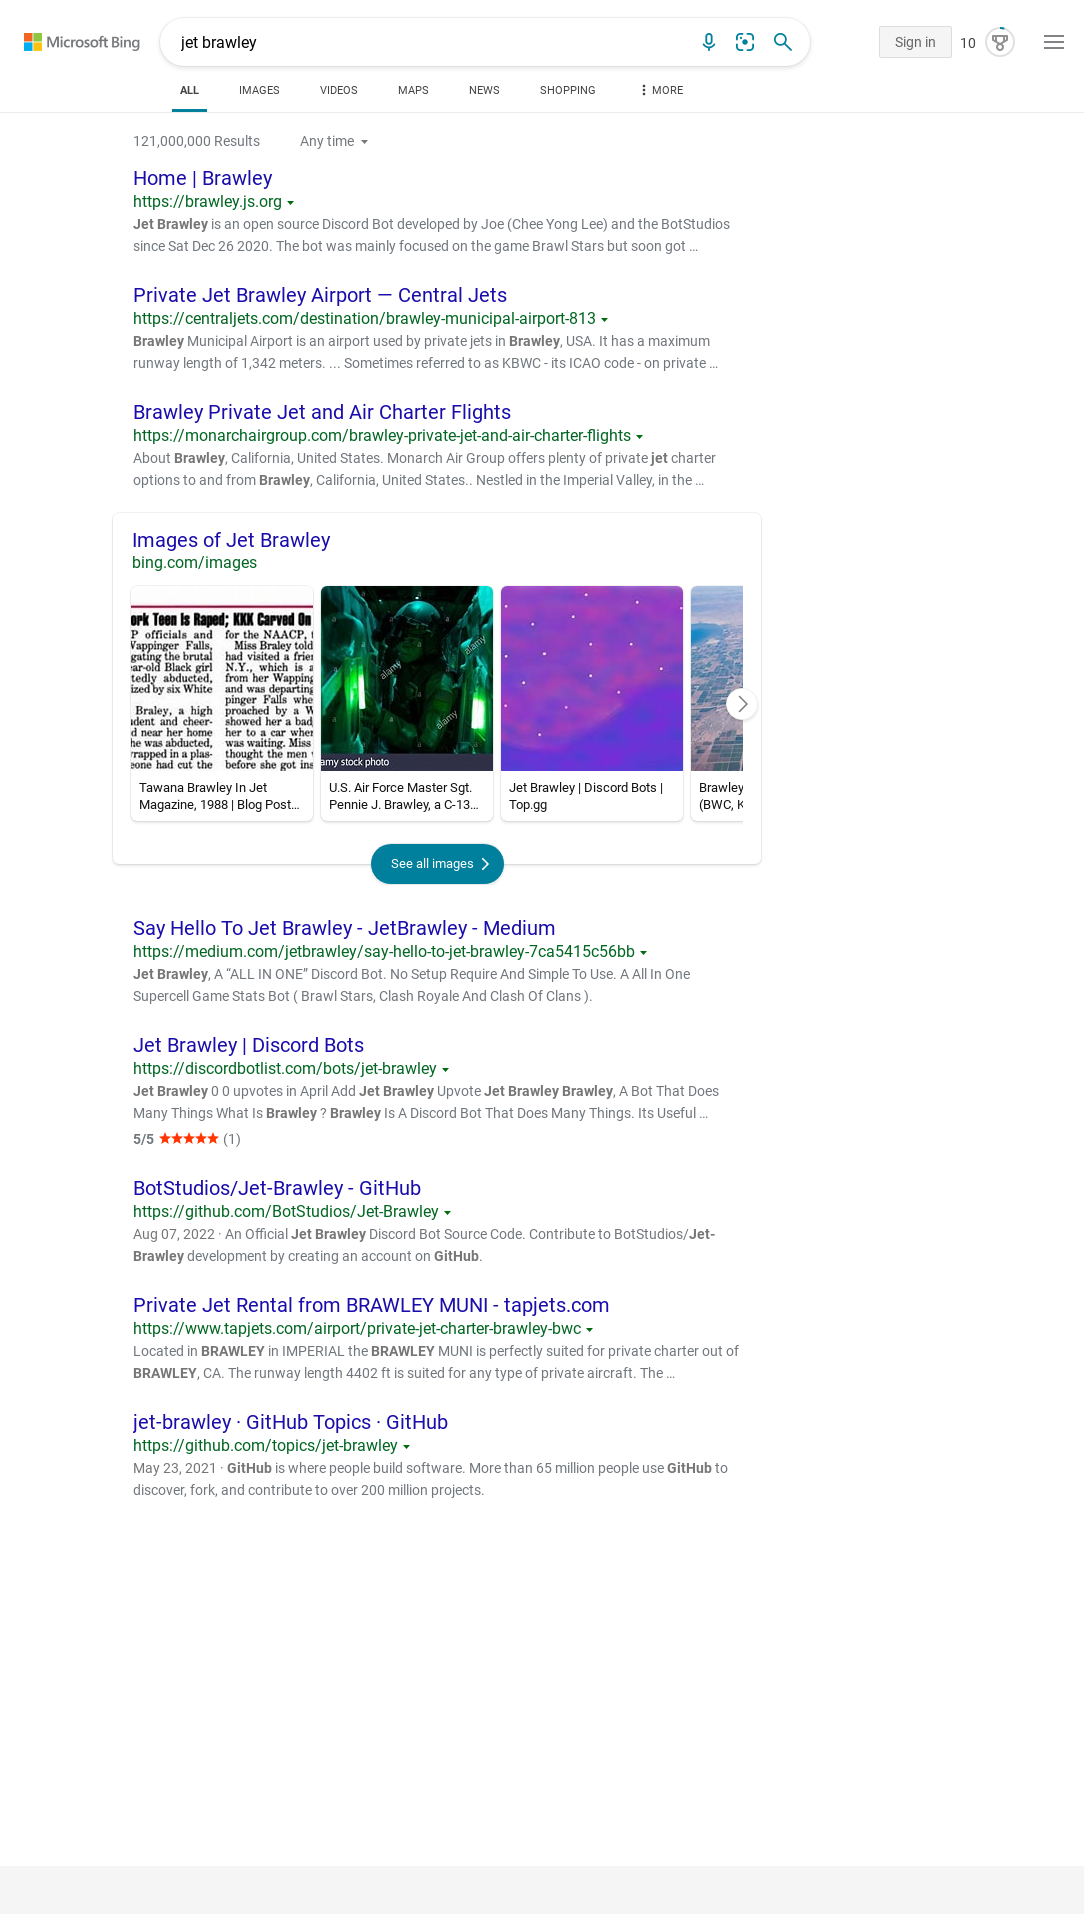 Microsoft Bing
jet brawley
Sign in
10
ALL
IMAGES
VIDEOS
MAPS
NEWS
SHOPPING
MORE
121,000,000 Results
Any time
Home | Brawley
https://brawley.js.org
Jet Brawley is an open source Discord Bot developed by Joe (Chee Yong Lee) and the BotStudios
since Sat Dec 26 2020. The bot was mainly focused on the game Brawl Stars but soon got …
Private Jet Brawley Airport — Central Jets
https://centraljets.com/destination/brawley-municipal-airport-813
Brawley Municipal Airport is an airport used by private jets in Brawley, USA. It has a maximum
runway length of 1,342 meters. ... Sometimes referred to as KBWC - its ICAO code - on private …
Brawley Private Jet and Air Charter Flights
https://monarchairgroup.com/brawley-private-jet-and-air-charter-flights
About Brawley, California, United States. Monarch Air Group offers plenty of private jet charter
options to and from Brawley, California, United States.. Nestled in the Imperial Valley, in the …
Images of Jet Brawley
bing.com/images
ork Teen Is Raped; KKK Carved On
P officials and
Wappinger Falls,
gating the brutal
ear-old Black girl
tedly abducted,
ized by six White
Braley, a high
dent and cheer-
d near her home
he was abducted,
rapped in a plas-
eone had cut the
for the NAACP,
Miss Braley told
had visited a frie
N.Y., which is a
from her Wapping
and was departing
pinger Falls whe
proached by a W
showed her a bad
her to a car when
was waiting. Miss
thought the men
before she got ins
alamy
alamy
alamy
amy stock photo
Tawana Brawley In Jet
Magazine, 1988 | Blog Post…
U.S. Air Force Master Sgt.
Pennie J. Brawley, a C-13…
Jet Brawley | Discord Bots |
Top.gg
Brawley
(BWC, K
See all images
Say Hello To Jet Brawley - JetBrawley - Medium
https://medium.com/jetbrawley/say-hello-to-jet-brawley-7ca5415c56bb
Jet Brawley, A “ALL IN ONE” Discord Bot. No Setup Require And Simple To Use. A All In One
Supercell Game Stats Bot ( Brawl Stars, Clash Royale And Clash Of Clans ).
Jet Brawley | Discord Bots
https://discordbotlist.com/bots/jet-brawley
Jet Brawley 0 0 upvotes in April Add Jet Brawley Upvote Jet Brawley Brawley, A Bot That Does
Many Things What Is Brawley ? Brawley Is A Discord Bot That Does Many Things. Its Useful …
5/5 ★★★★★ (1)
BotStudios/Jet-Brawley - GitHub
https://github.com/BotStudios/Jet-Brawley
Aug 07, 2022 · An Official Jet Brawley Discord Bot Source Code. Contribute to BotStudios/Jet-
Brawley development by creating an account on GitHub.
Private Jet Rental from BRAWLEY MUNI - tapjets.com
https://www.tapjets.com/airport/private-jet-charter-brawley-bwc
Located in BRAWLEY in IMPERIAL the BRAWLEY MUNI is perfectly suited for private charter out of
BRAWLEY, CA. The runway length 4402 ft is suited for any type of private aircraft. The …
jet-brawley · GitHub Topics · GitHub
https://github.com/topics/jet-brawley
May 23, 2021 · GitHub is where people build software. More than 65 million people use GitHub to
discover, fork, and contribute to over 200 million projects.